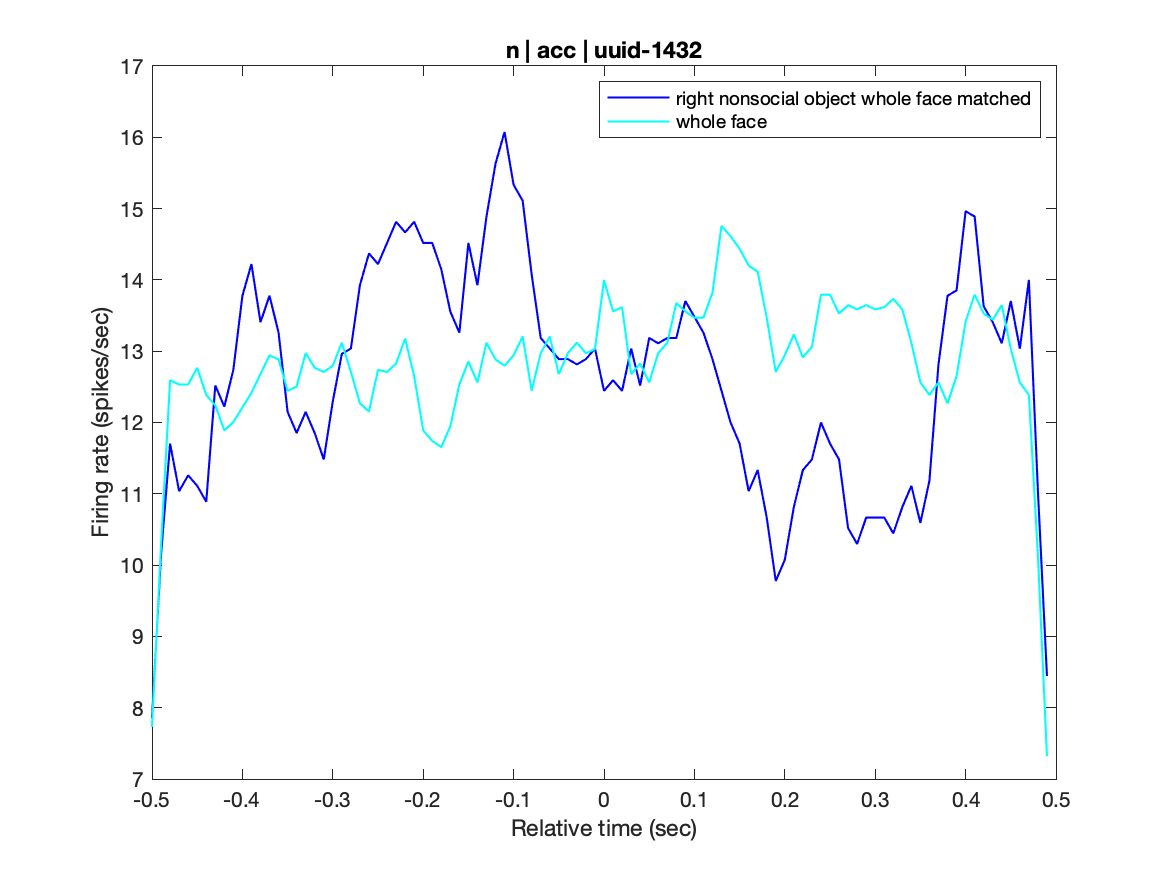 n | acc | uuid-1432
right nonsocial object whole face matched
whole face
17
16
15
14
13
12
11
10
9
8
7
Firing rate (spikes/sec)
-0.5 -0.4 -0.3 -0.2 -0.1 0 0.1 0.2 0.3 0.4 0.5
Relative time (sec)